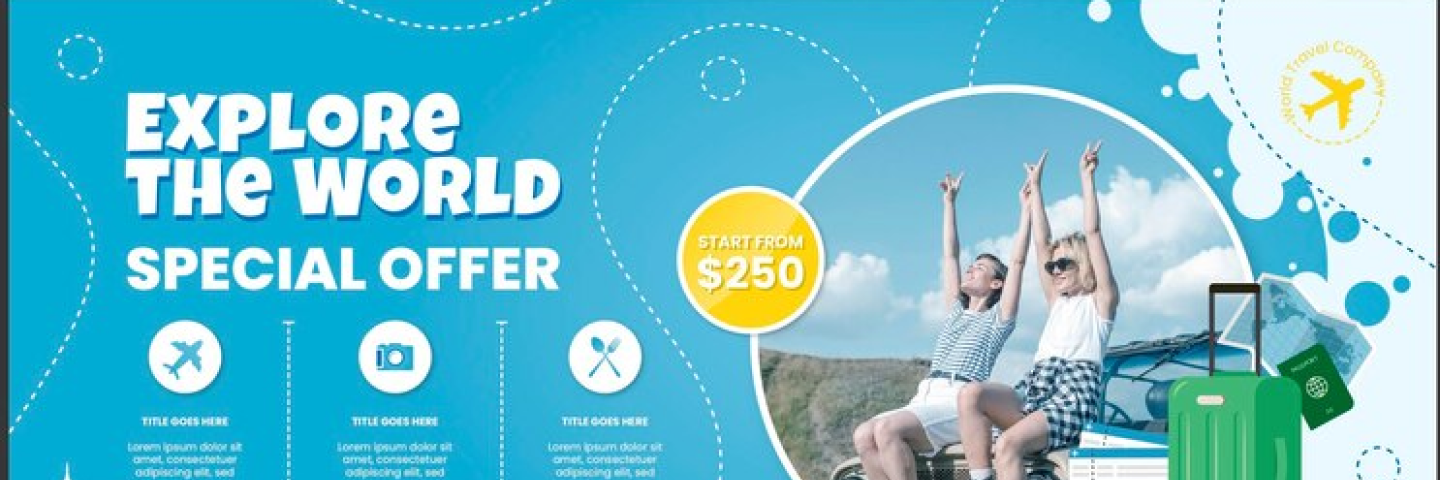 EXPLORE
THE WORLD
SPECIAL OFFER
START FROM
$250
World Travel Company
TITLE GOES HERE
Lorem ipsum dolor sit
amet, consectetuer
adipiscing elit, sed
TITLE GOES HERE
Lorem ipsum dolor sit
amet, consectetuer
adipiscing elit, sed
TITLE GOES HERE
Lorem ipsum dolor sit
amet, consectetuer
adipiscing elit, sed
PASSPORT